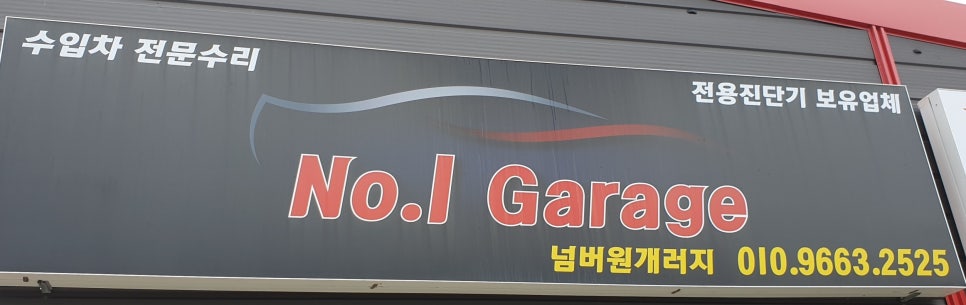 수입차 전문수리
전용진단기 보유업체
No.1 Garage
넘버원개러지 010.9663.2525